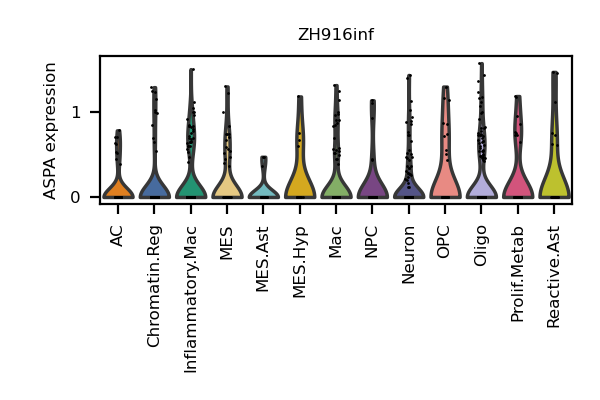 ZH916inf
ASPA expression
1
0
AC
Chromatin.Reg
Inflammatory.Mac
MES
MES.Ast
MES.Hyp
Mac
NPC
Neuron
OPC
Oligo
Prolif.Metab
Reactive.Ast